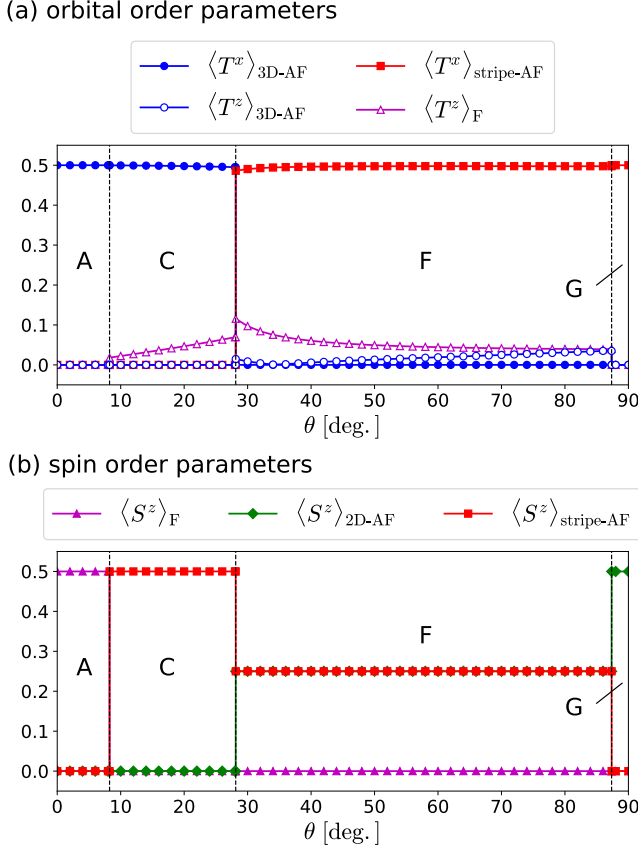 (a) orbital order parameters
⟨T^x⟩_3D-AF ⟨T^x⟩_stripe-AF
⟨T^z⟩_3D-AF ⟨T^z⟩_F
0.5
0.4
0.3
0.2
0.1
0.0
A C F G
0 10 20 30 40 50 60 70 80 90
θ [deg.]
(b) spin order parameters
⟨S^z⟩_F ⟨S^z⟩_2D-AF ⟨S^z⟩_stripe-AF
0.5
0.4
0.3
0.2
0.1
0.0
A C F G
0 10 20 30 40 50 60 70 80 90
θ [deg.]